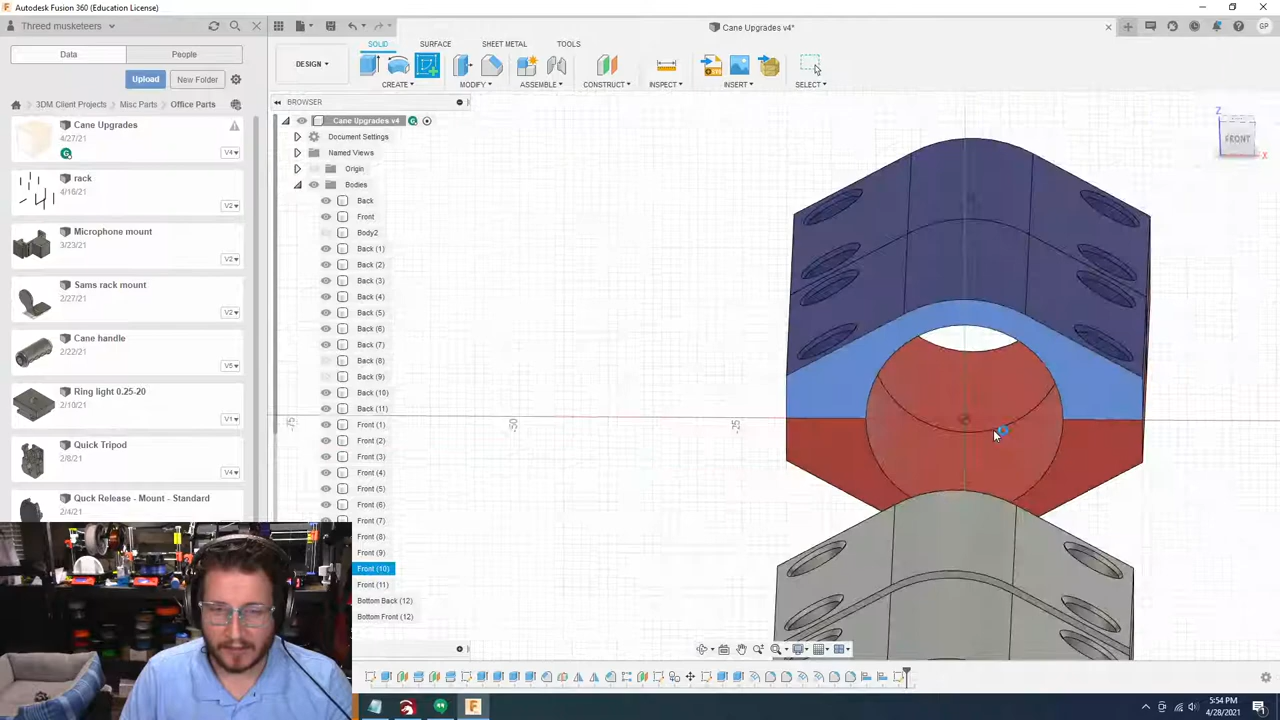 Autodesk Fusion 360 (Education License)
Threed musketeers
Cane Upgrades v4*
GP
Data
People
Upload
New Folder
3DM Client Projects
Misc Parts
Office Parts
Cane Upgrades
4/27/21
V4
rack
4/16/21
V2
Microphone mount
3/23/21
V2
Sams rack mount
2/27/21
V2
Cane handle
2/22/21
V5
Ring light 0.25-20
2/10/21
V1
Quick Tripod
2/8/21
V4
Quck Release - Mount - Standard
2/4/21
DESIGN
SOLID
SURFACE
SHEET METAL
TOOLS
CREATE
MODIFY
ASSEMBLE
CONSTRUCT
INSPECT
INSERT
SELECT
BROWSER
Cane Upgrades v4
Document Settings
Named Views
Origin
Bodies
Back
Front
Body2
Back (1)
Back (2)
Back (3)
Back (4)
Back (5)
Back (6)
Back (7)
Back (8)
Back (9)
Back (10)
Back (11)
Front (1)
Front (2)
Front (3)
Front (4)
Front (5)
Front (6)
Front (7)
Front (8)
Front (9)
Front (10)
Front (11)
Bottom Back (12)
Bottom Front (12)
-75
-50
-25
Z
FRONT
X
5:54 PM
4/28/2021